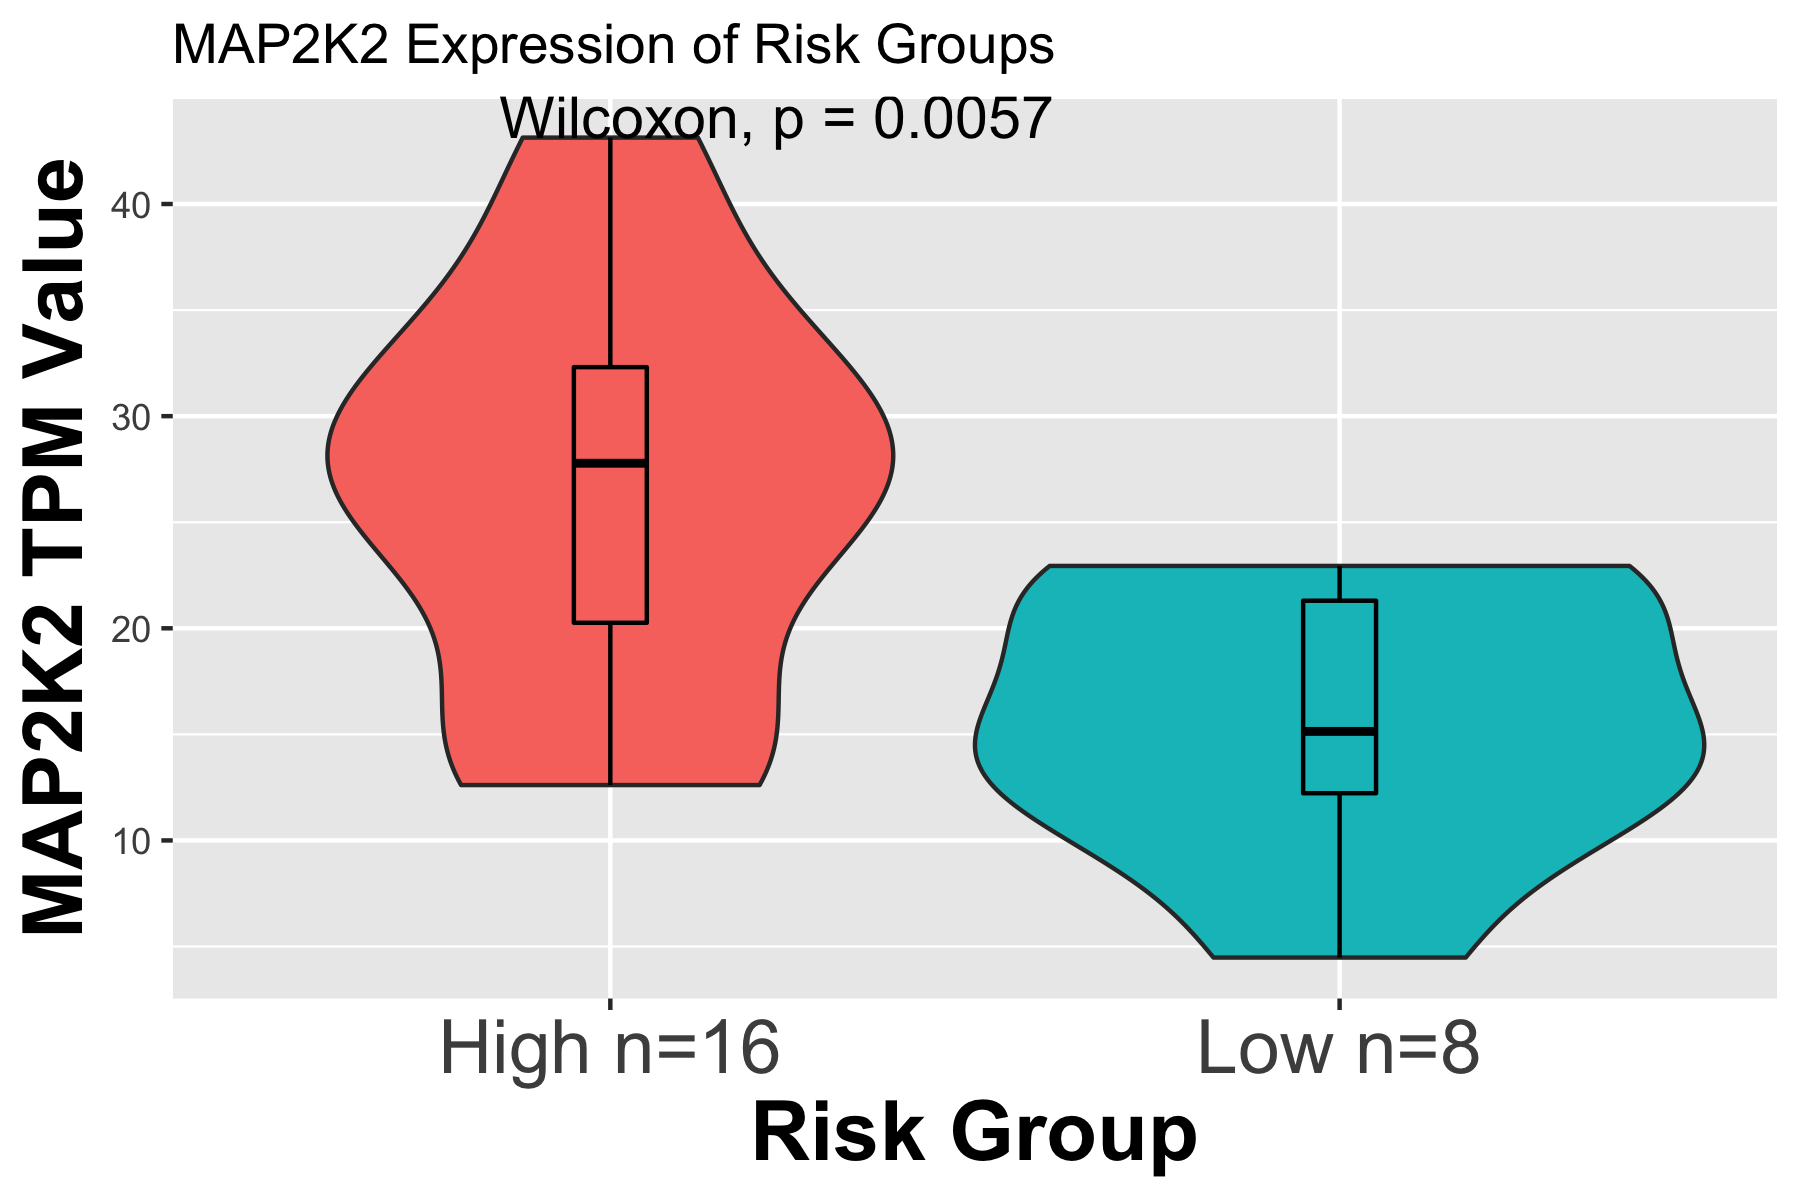 MAP2K2 Expression of Risk Groups
Wilcoxon, p = 0.0057
MAP2K2 TPM Value
40
30
20
10
High n=16
Low n=8
Risk Group